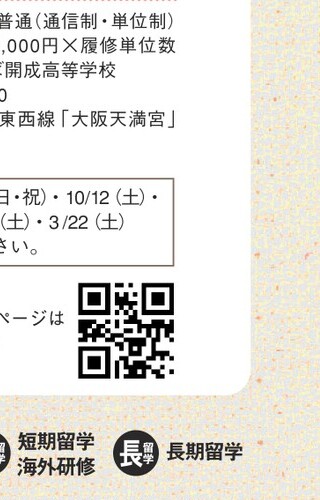 普通（通信制・単位制）
,000円×履修単位数
開成高等学校
0
東西線「大阪天満宮」
日・祝）・10/12（土）・
（土）・3/22（土）
さい。
ページは
短期留学
海外研修
長留学 長期留学